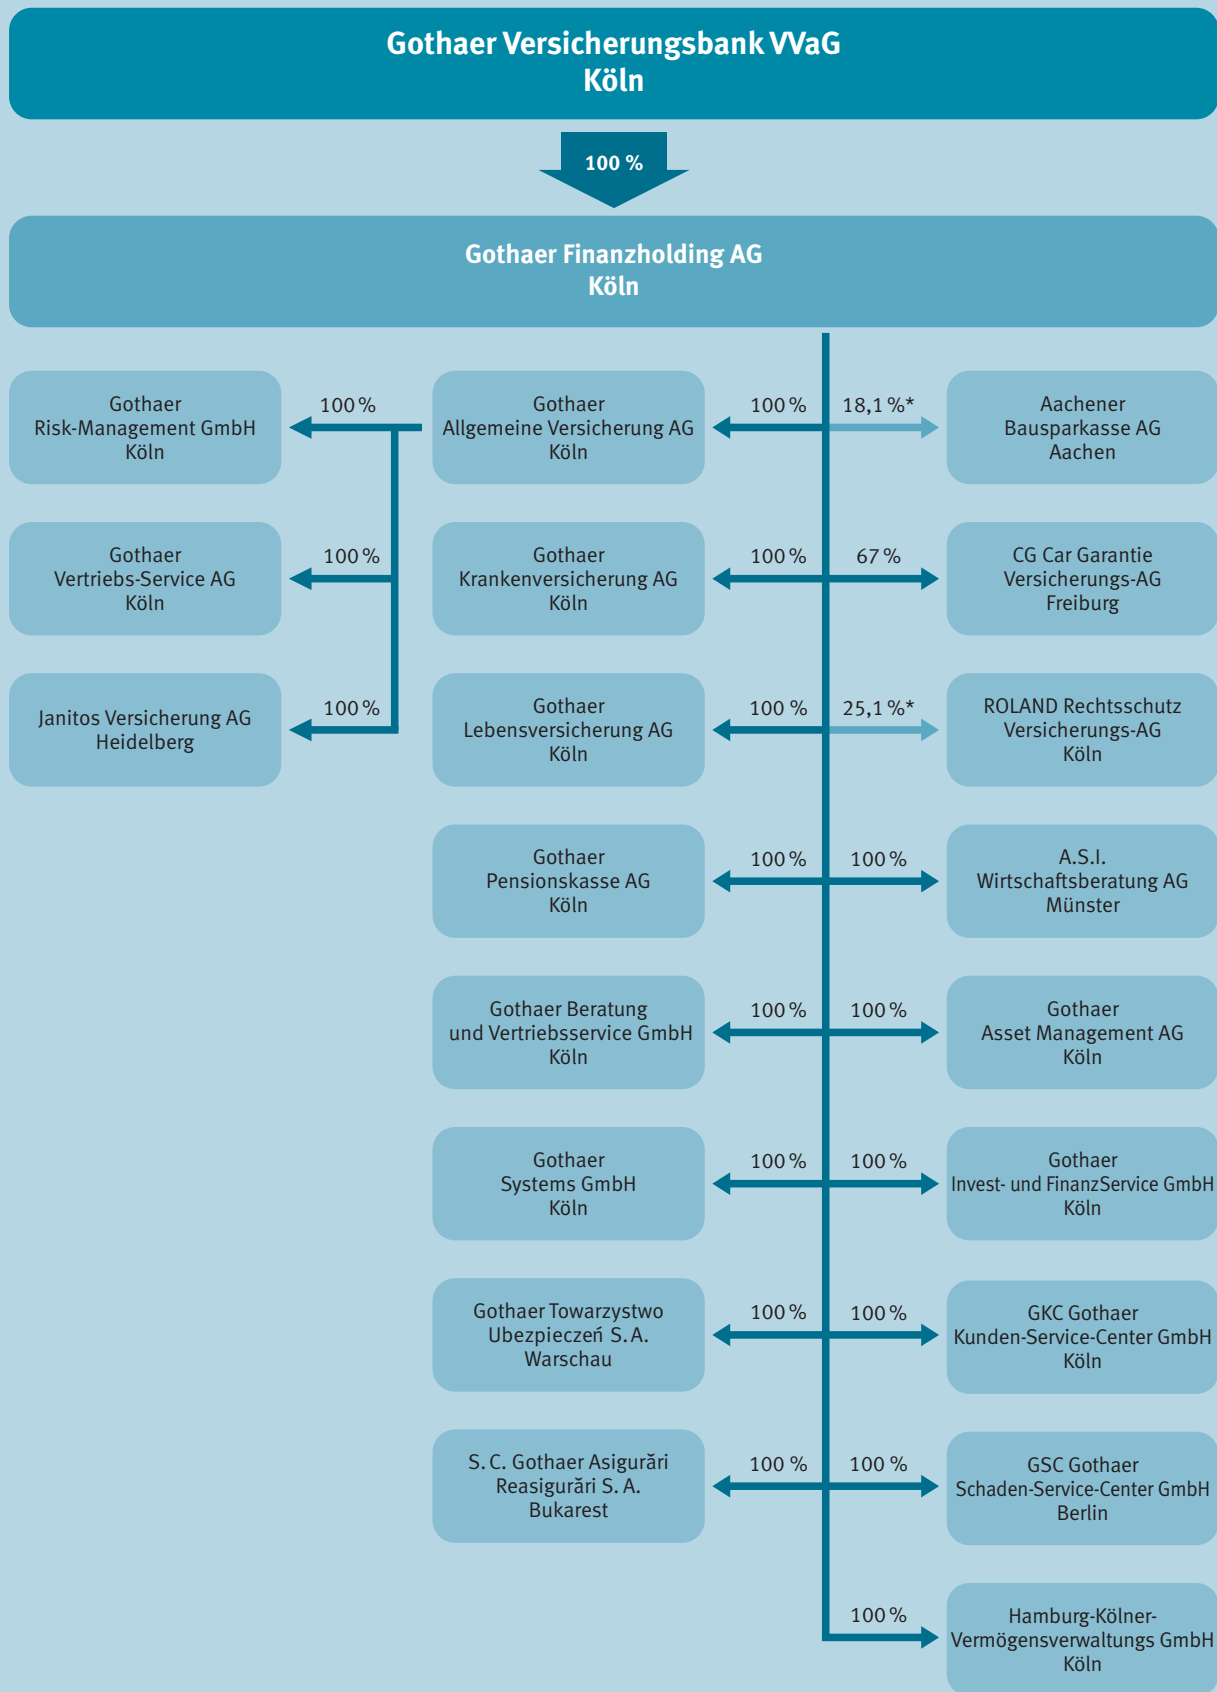 Gothaer Versicherungsbank VVaG
Köln
100 %
Gothaer Finanzholding AG
Köln
Gothaer
Risk-Management GmbH
Köln
100 %
Gothaer
Allgemeine Versicherung AG
Köln
100 %
18,1 %*
Aachener
Bausparkasse AG
Aachen
Gothaer
Vertriebs-Service AG
Köln
100 %
Gothaer
Krankenversicherung AG
Köln
100 %
67 %
CG Car Garantie
Versicherungs-AG
Freiburg
Janitos Versicherung AG
Heidelberg
100 %
Gothaer
Lebensversicherung AG
Köln
100 %
25,1 %*
ROLAND Rechtsschutz
Versicherungs-AG
Köln
Gothaer
Pensionskasse AG
Köln
100 %
100 %
A.S.I.
Wirtschaftsberatung AG
Münster
Gothaer Beratung
und Vertriebsservice GmbH
Köln
100 %
100 %
Gothaer
Asset Management AG
Köln
Gothaer
Systems GmbH
Köln
100 %
100 %
Gothaer
Invest- und FinanzService GmbH
Köln
Gothaer Towarzystwo
Ubezpieczeń S. A.
Warschau
100 %
100 %
GKC Gothaer
Kunden-Service-Center GmbH
Köln
S. C. Gothaer Asigurări
Reasigurări S. A.
Bukarest
100 %
100 %
GSC Gothaer
Schaden-Service-Center GmbH
Berlin
100 %
Hamburg-Kölner-
Vermögensverwaltungs GmbH
Köln